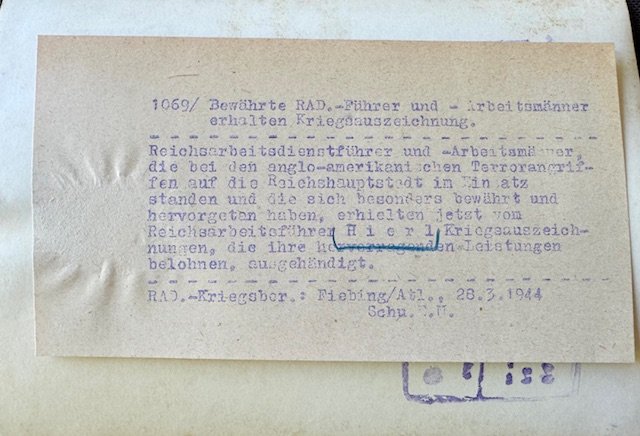 1069/ Bewährte RAD.-Führer und - Arbeitsmänner
erhalten Kriegsauszeichnung.
Reichsarbeitsdienstführer und -Arbeitsmänner,
die bei den anglo-amerikanischen Terrorangrif-
fen auf die Reichshauptstadt im Einsatz
standen und die sich besonders bewährt und
hervorgetan haben, erhielten jetzt vom
Reichsarbeitsführer H i e r l Kriegsauszeich-
nungen, die ihre hervorragenden Leistungen
belohnen, ausgehändigt.
RAD.-Kriegsber.: Fiebing/Atl., 28.3.1944
Schu.